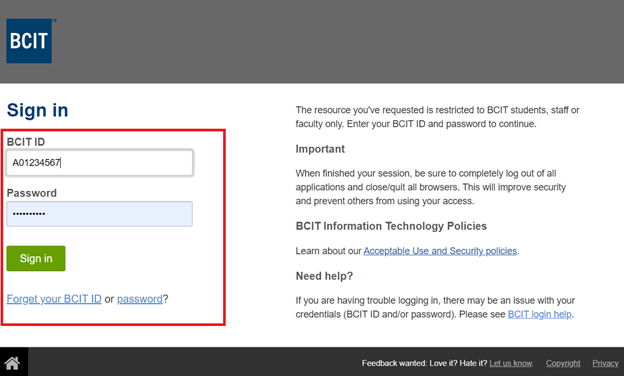 BCIT
Sign in
BCIT ID
A01234567
Password
••••••••••
Sign in
Forget your BCIT ID or password?
The resource you've requested is restricted to BCIT students, staff or
faculty only. Enter your BCIT ID and password to continue.
Important
When finished your session, be sure to completely log out of all
applications and close/quit all browsers. This will improve security
and prevent others from using your access.
BCIT Information Technology Policies
Learn about our Acceptable Use and Security policies.
Need help?
If you are having trouble logging in, there may be an issue with your
credentials (BCIT ID and/or password). Please see BCIT login help.
Feedback wanted: Love it? Hate it? Let us know. Copyright Privacy